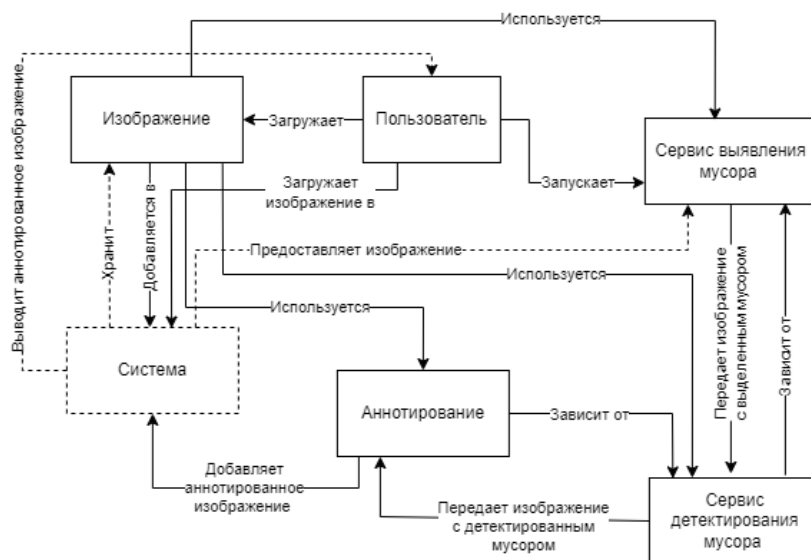 Используется
Выводит аннотированное изображение
Изображение
Загружает
Пользователь
Сервис выявления
мусора
Запускает
Загружает
изображение в
Хранит
Добавляется в
Предоставляет изображение
Используется
Используется
Передает изображение
с выделенным мусором
Зависит от
Система
Аннотирование
Зависит от
Добавляет
аннотированное
изображение
Передает изображение
с детектированным
мусором
Сервис
детектирования
мусора